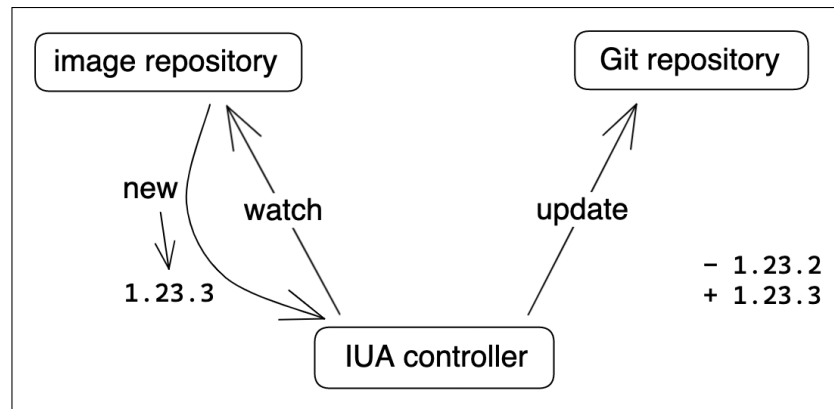 image repository
Git repository
new
watch
update
1.23.3
- 1.23.2
+ 1.23.3
IUA controller